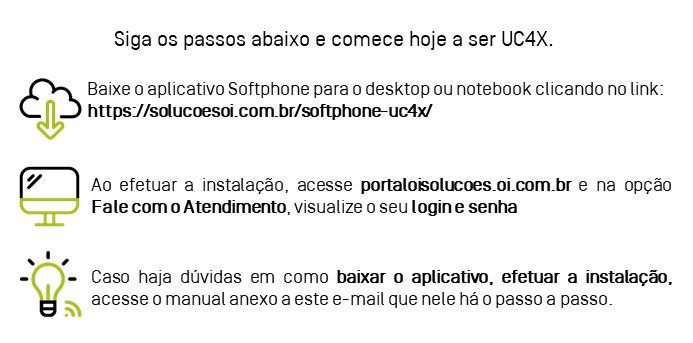 Siga os passos abaixo e comece hoje a ser UC4X.
Baixe o aplicativo Softphone para o desktop ou notebook clicando no link:
https://solucoesoi.com.br/softphone-uc4x/
Ao efetuar a instalação, acesse portaloisolucoes.oi.com.br e na opção
Fale com o Atendimento, visualize o seu login e senha
Caso haja dúvidas em como baixar o aplicativo, efetuar a instalação,
acesse o manual anexo a este e-mail que nele há o passo a passo.